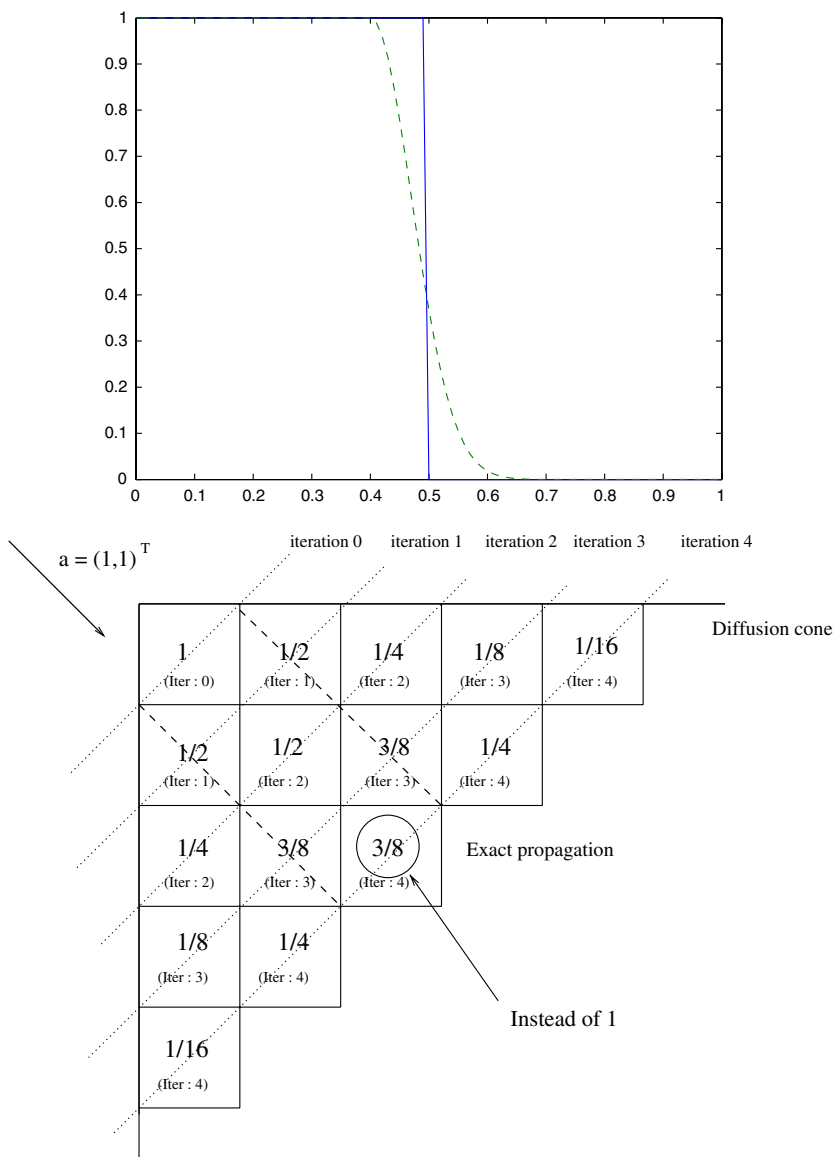 1
0.9
0.8
0.7
0.6
0.5
0.4
0.3
0.2
0.1
0
0 0.1 0.2 0.3 0.4 0.5 0.6 0.7 0.8 0.9 1
iteration 0 iteration 1 iteration 2 iteration 3 iteration 4
a = (1,1) T
Diffusion cone
1 1/2 1/4 1/8 1/16
(Iter : 0) (Iter : 1) (Iter : 2) (Iter : 3) (Iter : 4)
1/2 1/2 3/8 1/4
(Iter : 1) (Iter : 2) (Iter : 3) (Iter : 4)
1/4 3/8 3/8 Exact propagation
(Iter : 2) (Iter : 3) (Iter : 4)
1/8 1/4
(Iter : 3) (Iter : 4)
Instead of 1
1/16
(Iter : 4)